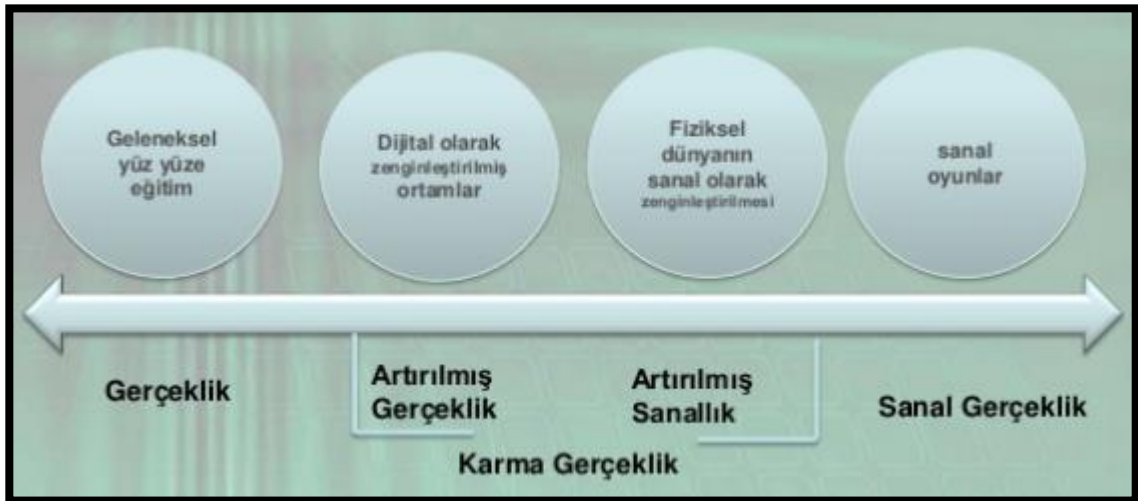 Geleneksel
yüz yüze
eğitim
Dijital olarak
zenginleştirilmiş
ortamlar
Fiziksel
dünyanın
sanal olarak
zenginleştirilmesi
sanal
oyunlar
Gerçeklik
Artırılmış
Gerçeklik
Artırılmış
Sanallık
Sanal Gerçeklik
Karma Gerçeklik